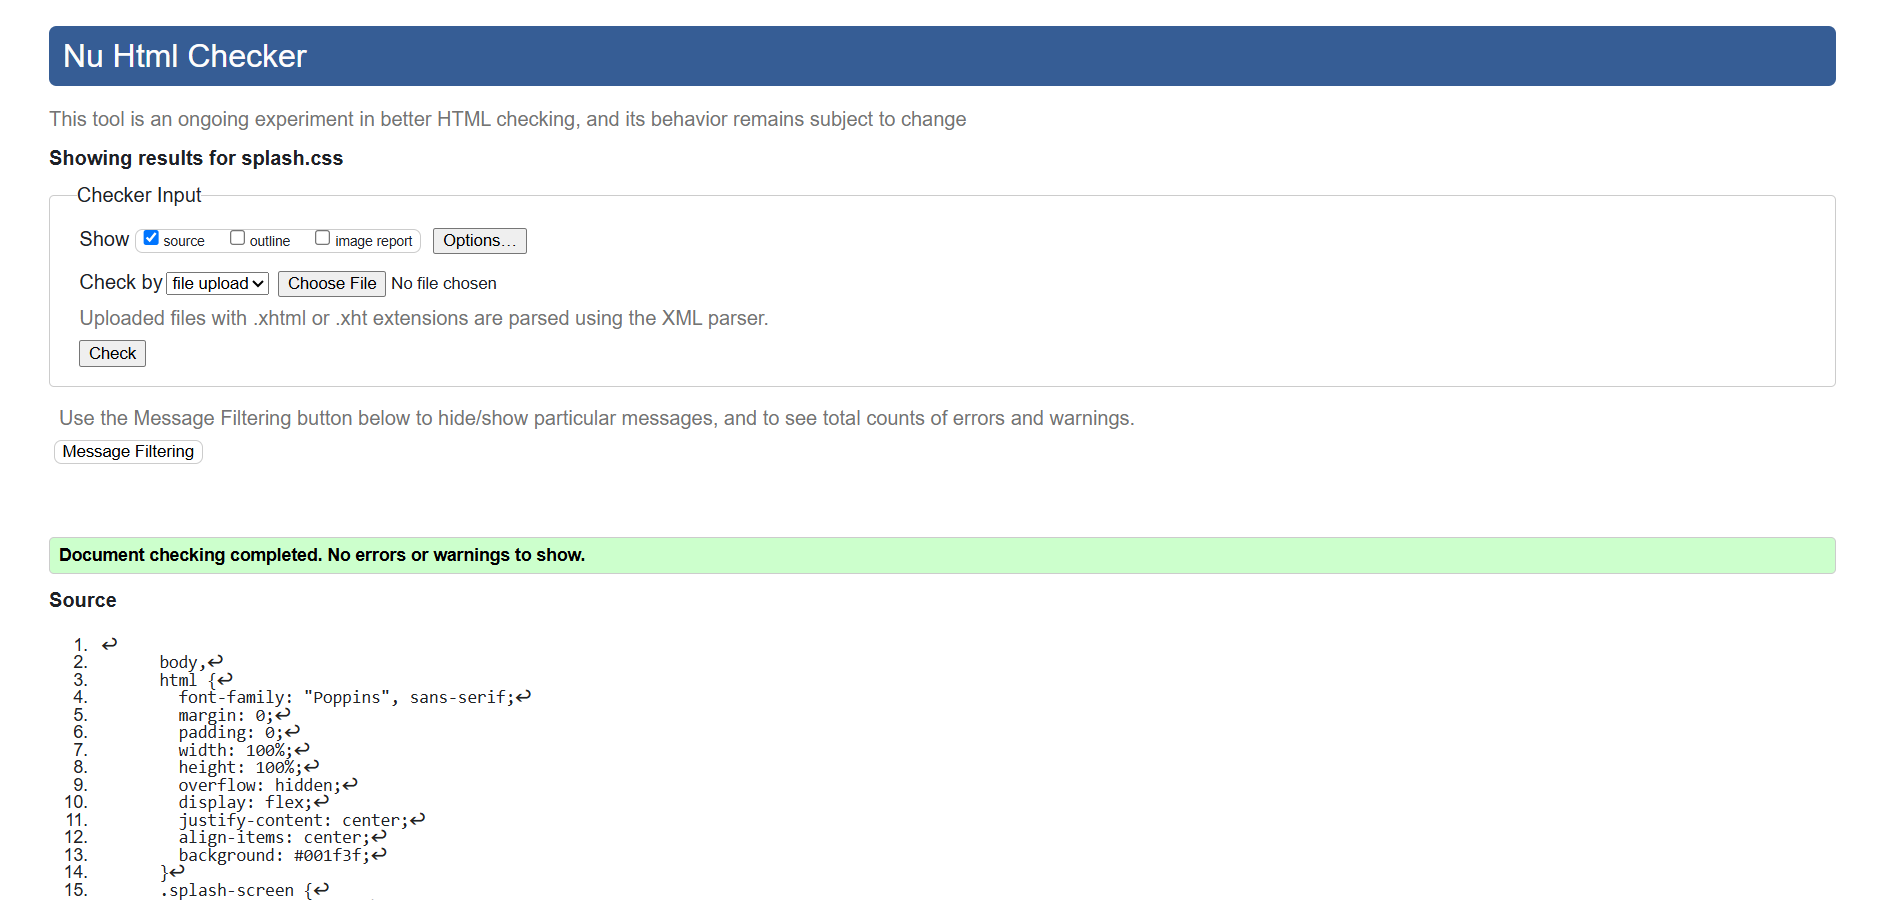 Nu Html Checker
This tool is an ongoing experiment in better HTML checking, and its behavior remains subject to change
Showing results for splash.css
Checker Input
Show source outline image report Options...
Check by file upload Choose File No file chosen
Uploaded files with .xhtml or .xht extensions are parsed using the XML parser.
Check
Use the Message Filtering button below to hide/show particular messages, and to see total counts of errors and warnings.
Message Filtering
Document checking completed. No errors or warnings to show.
Source
1. ↩
2. body,↩
3. html {↩
4. font-family: "Poppins", sans-serif;↩
5. margin: 0;↩
6. padding: 0;↩
7. width: 100%;↩
8. height: 100%;↩
9. overflow: hidden;↩
10. display: flex;↩
11. justify-content: center;↩
12. align-items: center;↩
13. background: #001f3f;↩
14. }↩
15. .splash-screen {↩